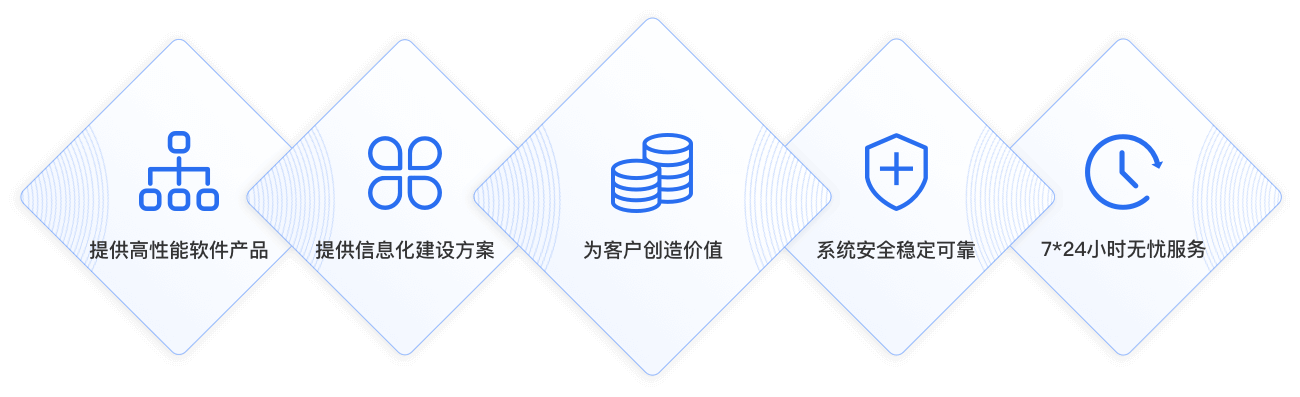 提供高性能软件产品
提供信息化建设方案
为客户创造价值
系统安全稳定可靠
7*24小时无忧服务